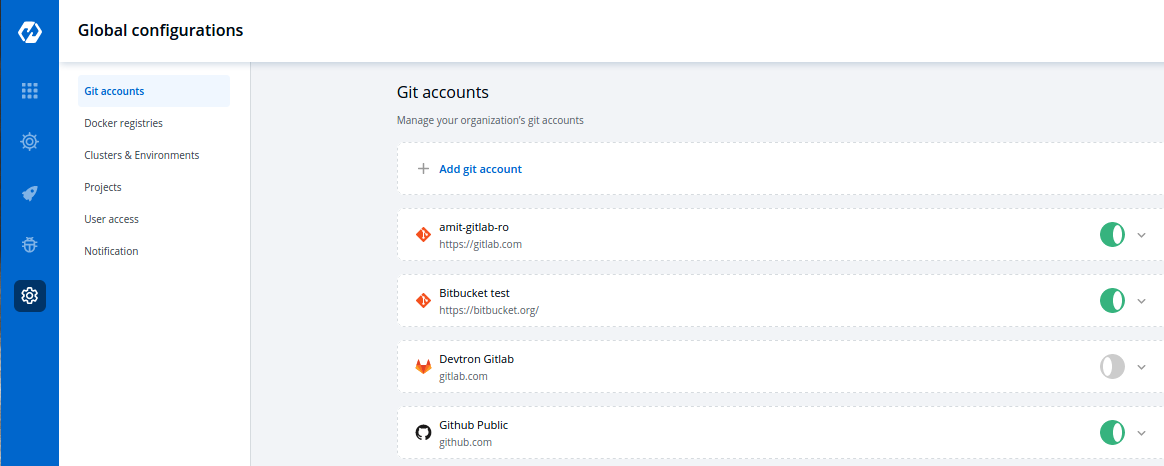 Global configurations
Git accounts
Docker registries
Clusters & Environments
Projects
User access
Notification
Git accounts
Manage your organization's git accounts
Add git account
amit-gitlab-ro
https://gitlab.com
Bitbucket test
https://bitbucket.org/
Devtron Gitlab
gitlab.com
Github Public
github.com